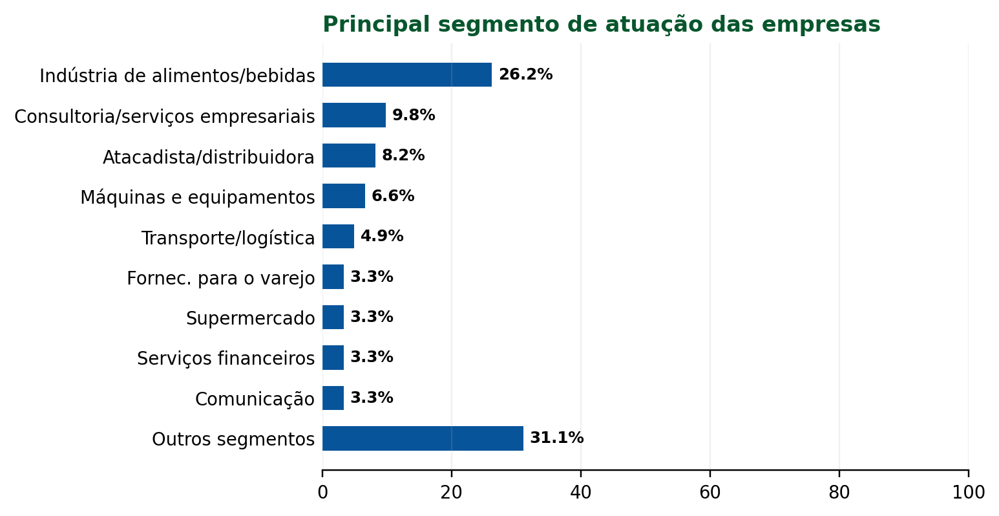 Principal segmento de atuação das empresas
Indústria de alimentos/bebidas 26.2%
Consultoria/serviços empresariais 9.8%
Atacadista/distribuidora 8.2%
Máquinas e equipamentos 6.6%
Transporte/logística 4.9%
Fornec. para o varejo 3.3%
Supermercado 3.3%
Serviços financeiros 3.3%
Comunicação 3.3%
Outros segmentos 31.1%
0 20 40 60 80 100